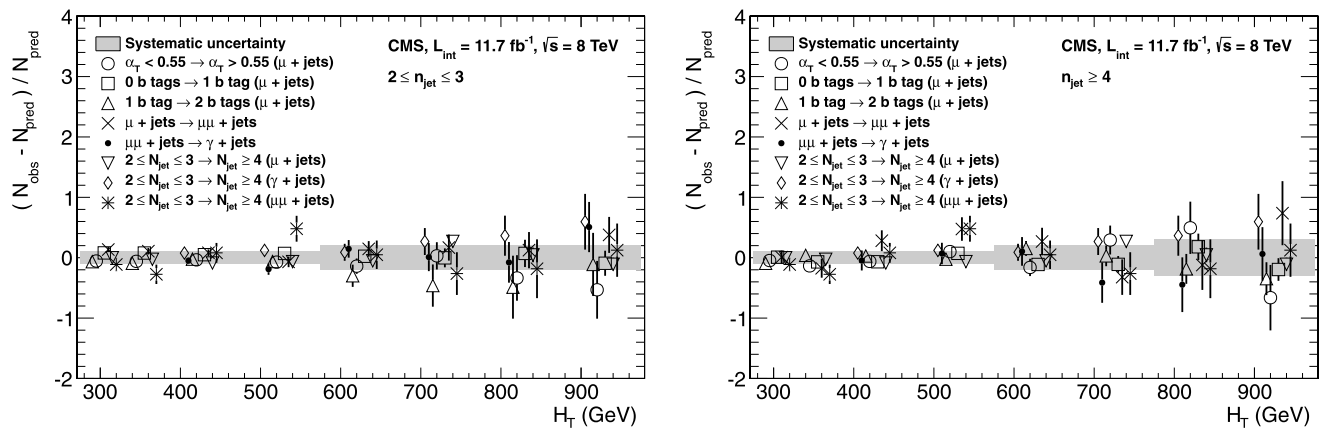 4
3
2
1
0
-1
-2
( N_obs - N_pred ) / N_pred
Systematic uncertainty
α_T < 0.55 → α_T > 0.55 (μ + jets)
0 b tags → 1 b tag (μ + jets)
1 b tag → 2 b tags (μ + jets)
μ + jets → μμ + jets
μμ + jets → γ + jets
2 ≤ N_jet ≤ 3 → N_jet ≥ 4 (μ + jets)
2 ≤ N_jet ≤ 3 → N_jet ≥ 4 (γ + jets)
2 ≤ N_jet ≤ 3 → N_jet ≥ 4 (μμ + jets)
CMS, L_int = 11.7 fb⁻¹, √s = 8 TeV
2 ≤ n_jet ≤ 3
300 400 500 600 700 800 900
H_T (GeV)
4
3
2
1
0
-1
-2
( N_obs - N_pred ) / N_pred
Systematic uncertainty
α_T < 0.55 → α_T > 0.55 (μ + jets)
0 b tags → 1 b tag (μ + jets)
1 b tag → 2 b tags (μ + jets)
μ + jets → μμ + jets
μμ + jets → γ + jets
2 ≤ N_jet ≤ 3 → N_jet ≥ 4 (μ + jets)
2 ≤ N_jet ≤ 3 → N_jet ≥ 4 (γ + jets)
2 ≤ N_jet ≤ 3 → N_jet ≥ 4 (μμ + jets)
CMS, L_int = 11.7 fb⁻¹, √s = 8 TeV
n_jet ≥ 4
300 400 500 600 700 800 900
H_T (GeV)